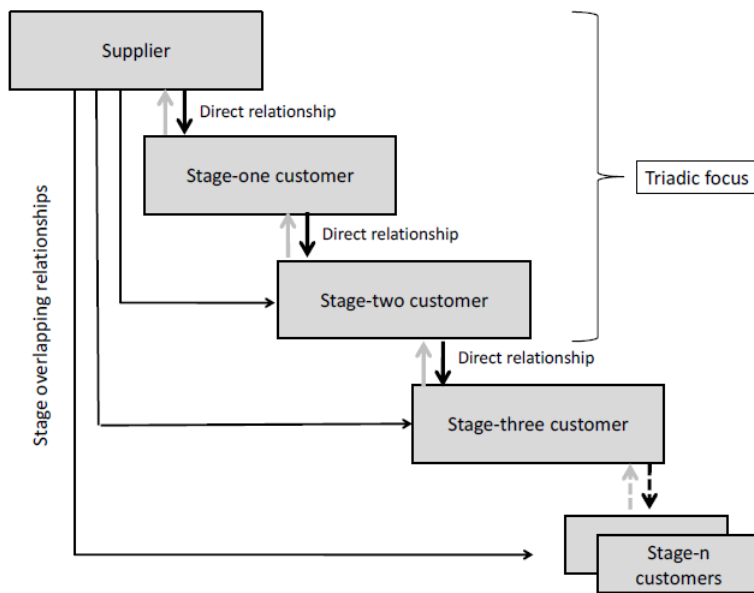 Supplier
Direct relationship
Stage-one customer
Triadic focus
Direct relationship
Stage overlapping relationships
Stage-two customer
Direct relationship
Stage-three customer
Stage-n
customers